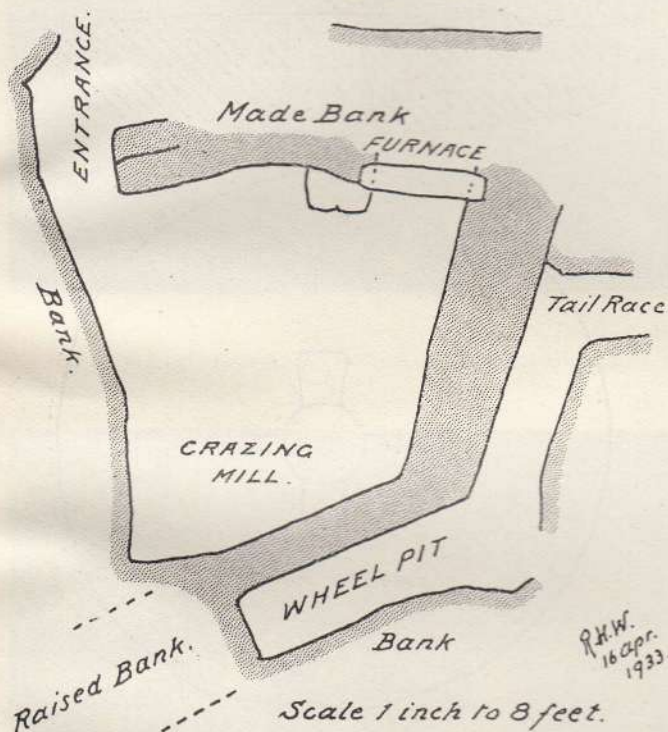 ENTRANCE.
Made Bank
FURNACE
Bank.
Tail Race
CRAZING
MILL.
WHEEL PIT
Bank
Raised Bank.
R.H.W.
16 apr.
1933.
Scale 1 inch to 8 feet.